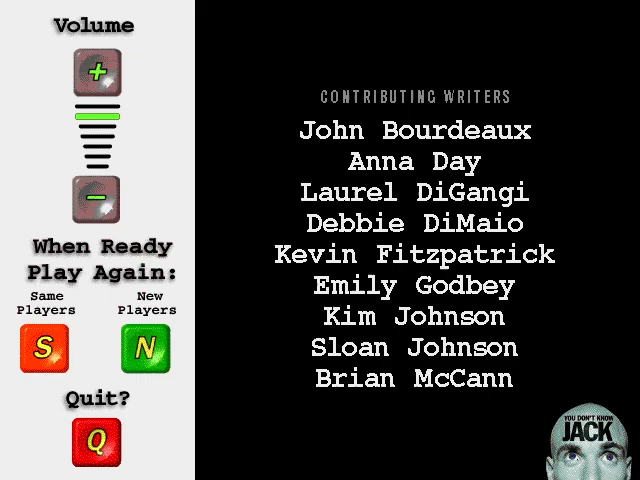 Volume
+
-
When Ready
Play Again:
Same
Players
New
Players
S
N
Quit?
Q
CONTRIBUTING WRITERS
John Bourdeaux
Anna Day
Laurel DiGangi
Debbie DiMaio
Kevin Fitzpatrick
Emily Godbey
Kim Johnson
Sloan Johnson
Brian McCann
YOU DON'T KNOW
JACK